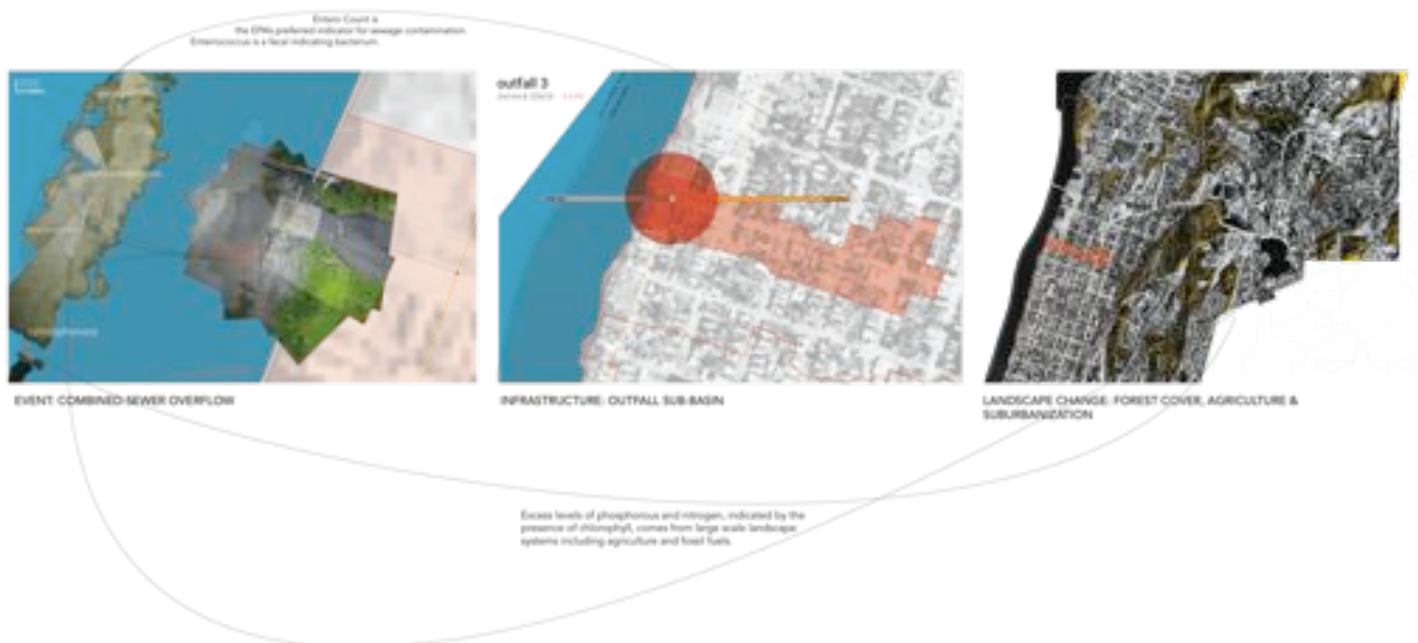 Entero Count is
the EPA's preferred indicator for sewage contamination.
Enterococcus is a fecal indicating bacterium.
outfall 3
EVENT: COMBINED-SEWER OVERFLOW
INFRASTRUCTURE: OUTFALL SUB-BASIN
LANDSCAPE CHANGE: FOREST COVER, AGRICULTURE &
SUBURBANIZATION
Excess levels of phosphorous and nitrogen, indicated by the
presence of chlorophyll, comes from large scale landscape
systems including agriculture and fossil fuels.